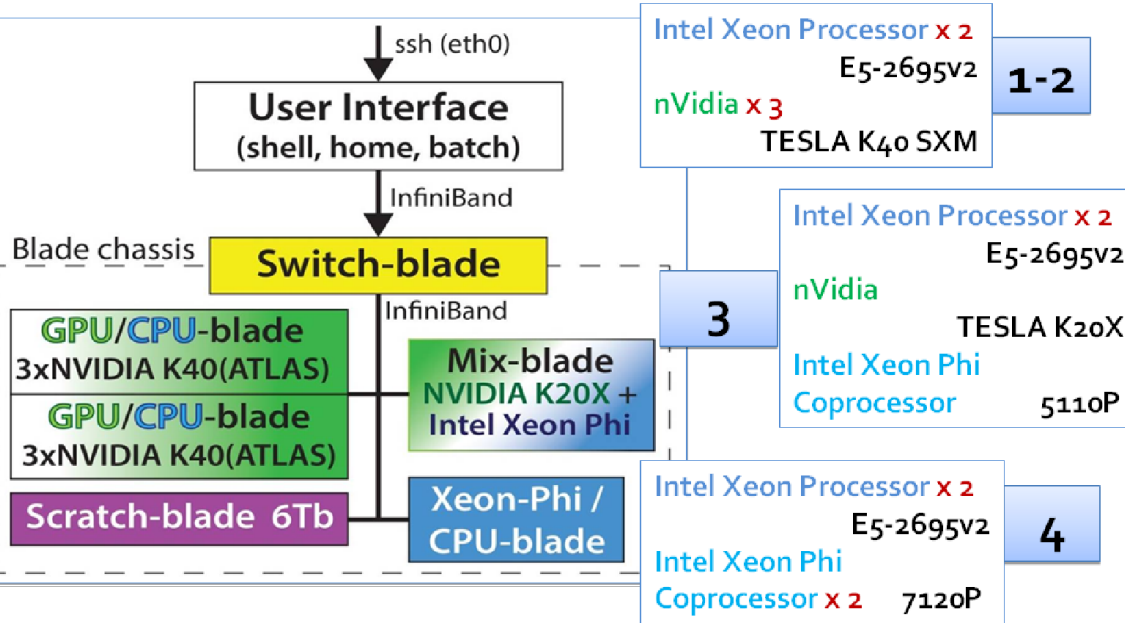 ssh (eth0)
User Interface
(shell, home, batch)
InfiniBand
Blade chassis
Switch-blade
InfiniBand
GPU/CPU-blade
3xNVIDIA K40(ATLAS)
GPU/CPU-blade
3xNVIDIA K40(ATLAS)
Mix-blade
NVIDIA K20X +
Intel Xeon Phi
Scratch-blade 6Tb
Xeon-Phi /
CPU-blade
Intel Xeon Processor x 2
E5-2695v2
nVidia x 3
TESLA K40 SXM
1-2
Intel Xeon Processor x 2
E5-2695v2
nVidia
TESLA K20X
Intel Xeon Phi
Coprocessor 5110P
3
Intel Xeon Processor x 2
E5-2695v2
Intel Xeon Phi
Coprocessor x 2 7120P
4